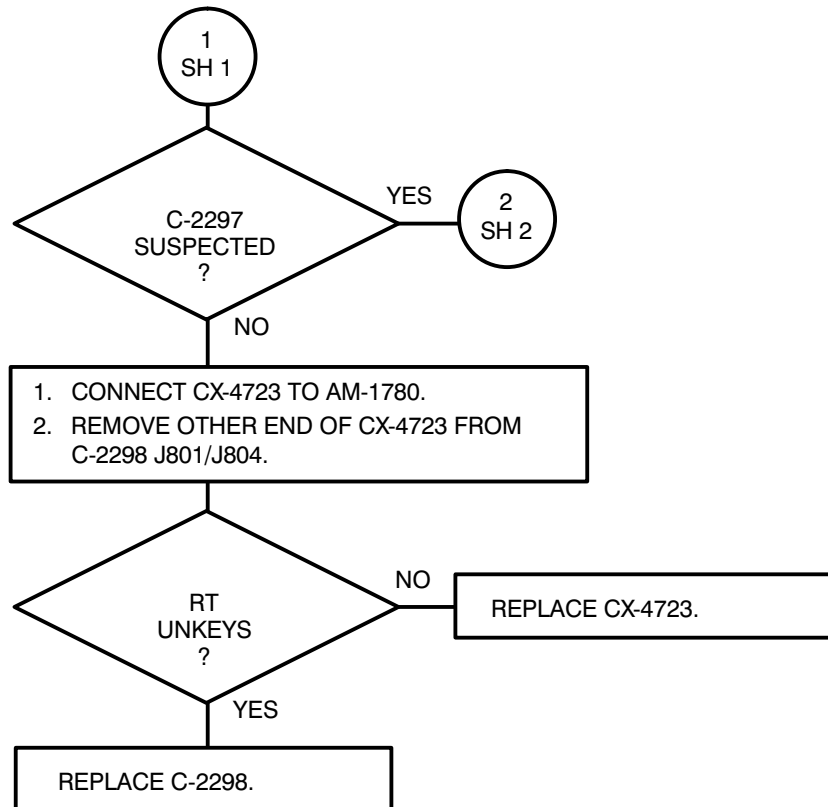 1
SH 1
C-2297
SUSPECTED
?
YES
2
SH 2
NO
1. CONNECT CX-4723 TO AM-1780.
2. REMOVE OTHER END OF CX-4723 FROM
C-2298 J801/J804.
RT
UNKEYS
?
NO
REPLACE CX-4723.
YES
REPLACE C-2298.